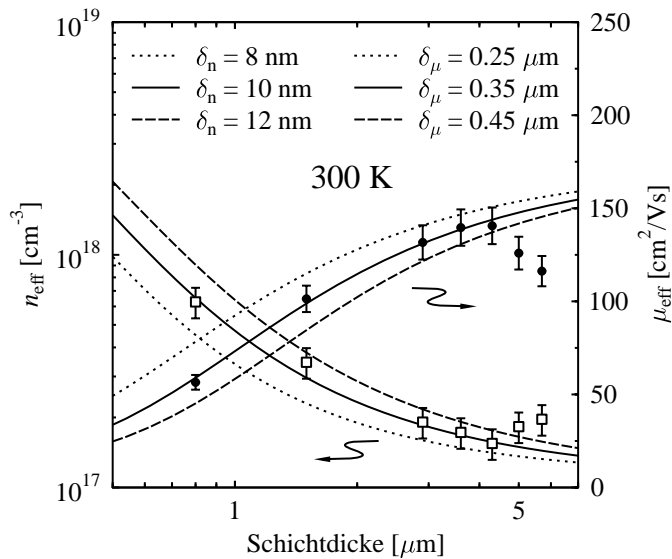 10^19
10^18
10^17
n_eff [cm^-3]
δ_n = 8 nm
δ_n = 10 nm
δ_n = 12 nm
δ_μ = 0.25 μm
δ_μ = 0.35 μm
δ_μ = 0.45 μm
300 K
250
200
150
100
50
0
μ_eff [cm^2/Vs]
1
5
Schichtdicke [μm]